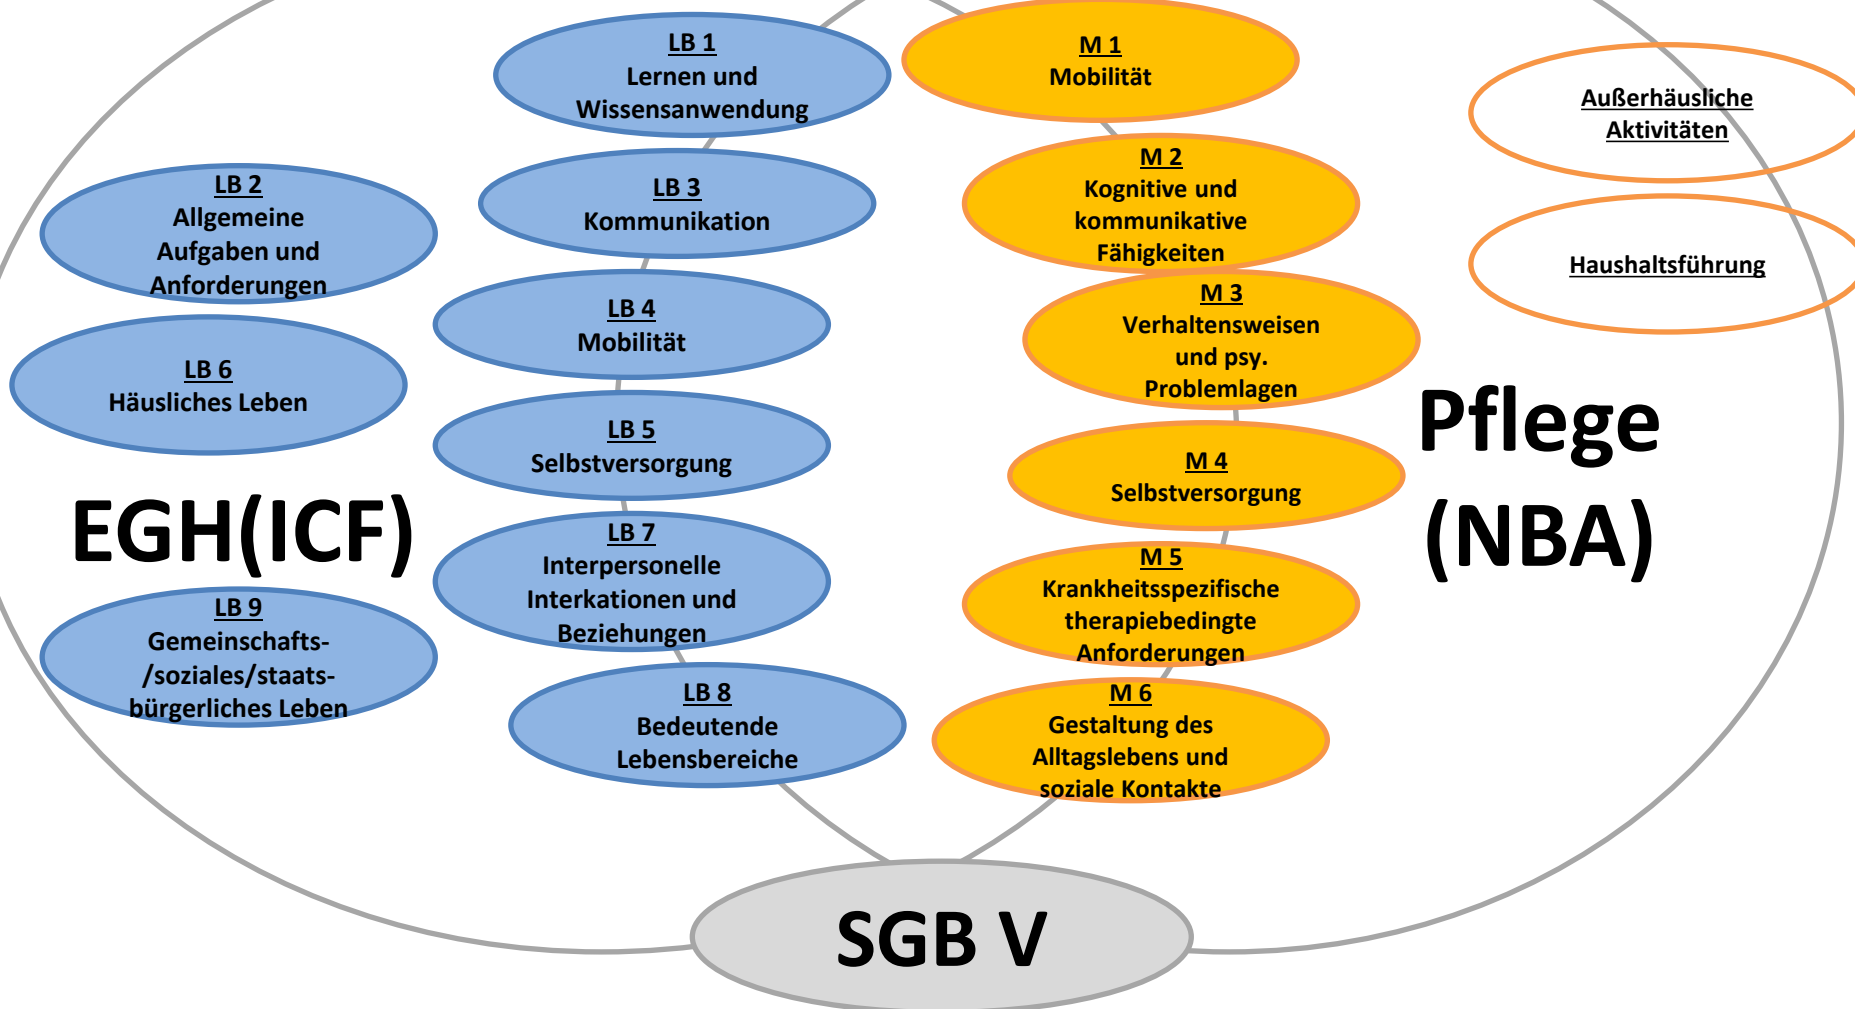 LB 1
Lernen und
Wissensanwendung
M 1
Mobilität
Außerhäusliche
Aktivitäten
LB 2
Allgemeine
Aufgaben und
Anforderungen
LB 3
Kommunikation
M 2
Kognitive und
kommunikative
Fähigkeiten
Haushaltsführung
LB 4
Mobilität
M 3
Verhaltensweisen
und psy.
Problemlagen
LB 6
Häusliches Leben
LB 5
Selbstversorgung
M 4
Selbstversorgung
Pflege
(NBA)
EGH(ICF)
LB 7
Interpersonelle
Interkationen und
Beziehungen
M 5
Krankheitsspezifische
therapiebedingte
Anforderungen
LB 9
Gemeinschafts-
/soziales/staats-
bürgerliches Leben
LB 8
Bedeutende
Lebensbereiche
M 6
Gestaltung des
Alltagslebens und
soziale Kontakte
SGB V